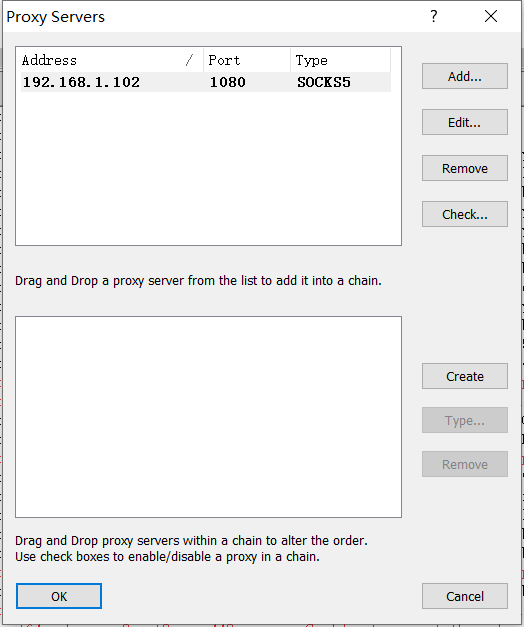 Proxy Servers ?
Address / Port Type
192.168.1.102 1080 SOCKS5
Add...
Edit...
Remove
Check...
Drag and Drop a proxy server from the list to add it into a chain.
Create
Type...
Remove
Drag and Drop proxy servers within a chain to alter the order.
Use check boxes to enable/disable a proxy in a chain.
OK Cancel